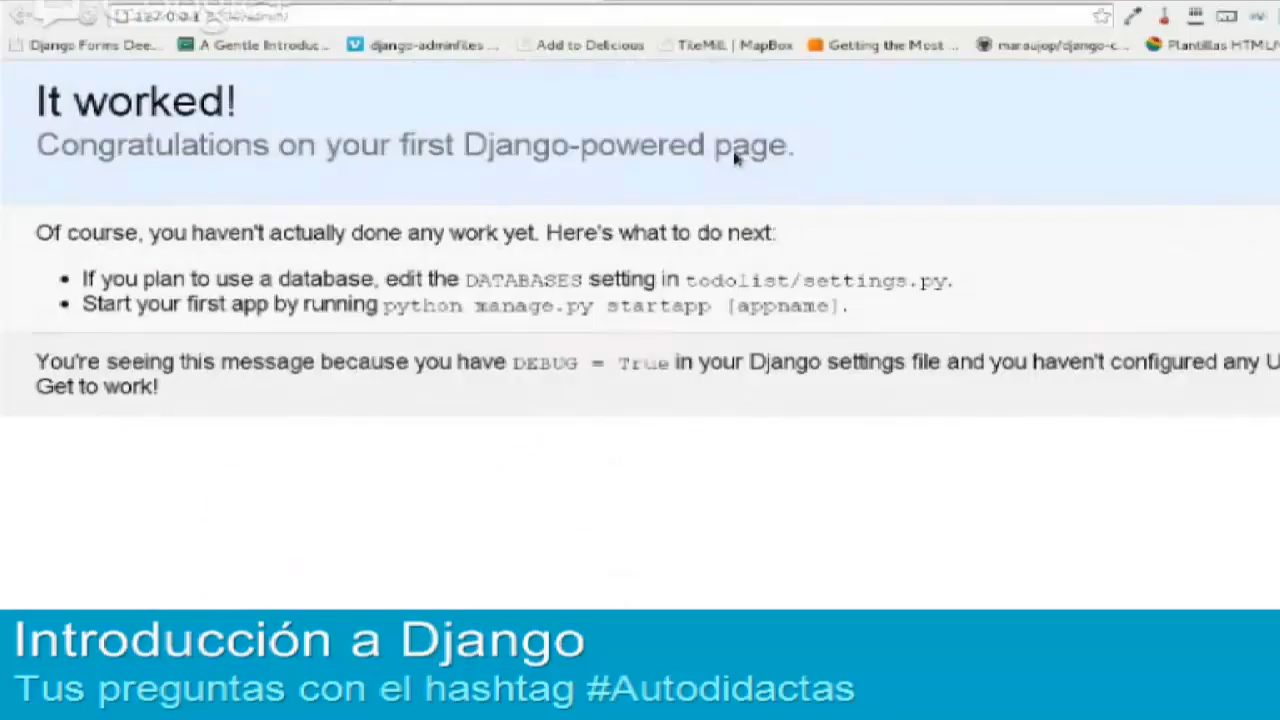 Django Forms Dee... A Gentle Introduc... django-adminfiles ... Add to Delicious TileMill | MapBox Getting the Most ... maraujop/django-c... Plantillas HTML
It worked!
Congratulations on your first Django-powered page.
Of course, you haven't actually done any work yet. Here's what to do next:
If you plan to use a database, edit the DATABASES setting in todolist/settings.py.
Start your first app by running python manage.py startapp [appname].
You're seeing this message because you have DEBUG = True in your Django settings file and you haven't configured any U
Get to work!
Introducción a Django
Tus preguntas con el hashtag #Autodidactas